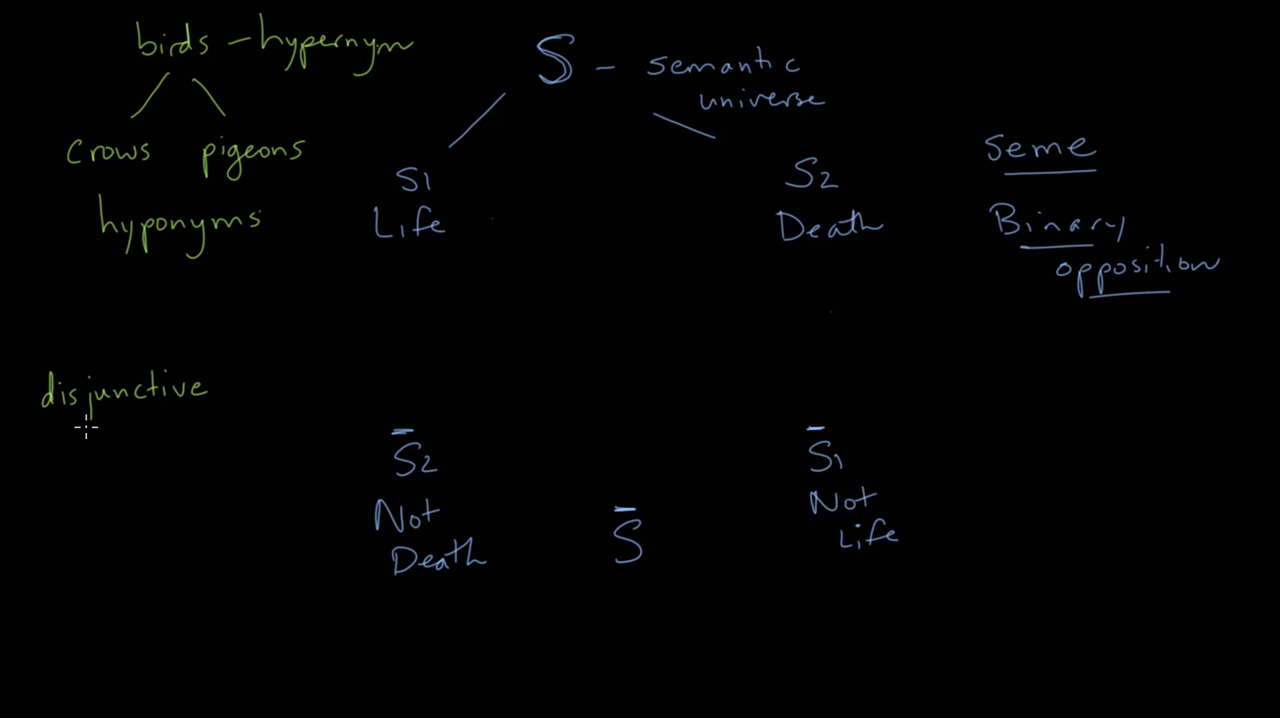 birds – hypernym
S – semantic
universe
crows pigeons
hyponyms
S1
Life
S2
Death
seme
Binary
opposition
disjunctive
S̄2
Not
Death
S̄
S̄1
Not
Life